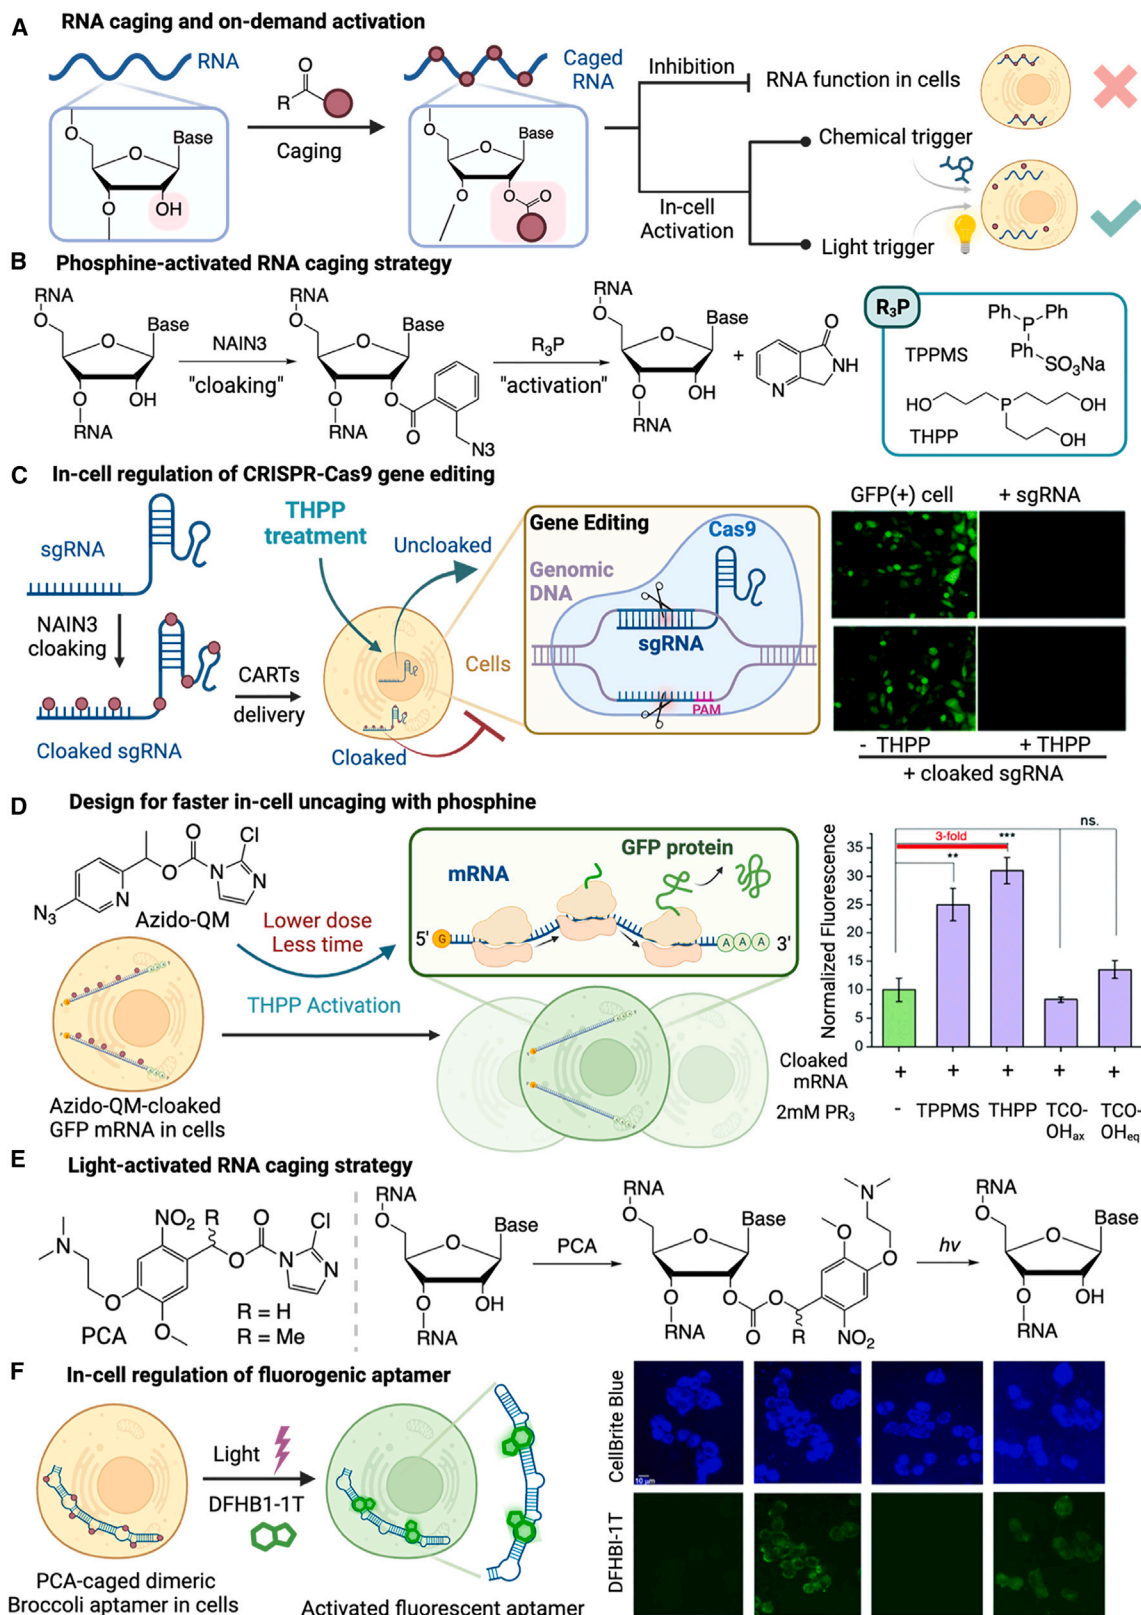 A RNA caging and on-demand activation
RNA
O
O
Base
O
OH
R
O
Caging
Caged
RNA
O
O
Base
O
O
O
Inhibition
RNA function in cells
Chemical trigger
In-cell
Activation
Light trigger
B Phosphine-activated RNA caging strategy
RNA
O
O
Base
O
OH
RNA
NAIN3
"cloaking"
RNA
O
O
Base
O
O
O
RNA
N3
R3P
"activation"
RNA
O
O
Base
O
OH
RNA
+
O
NH
N
R3P
TPPMS
Ph
P
Ph
Ph
SO3Na
HO
P
OH
THPP
OH
C In-cell regulation of CRISPR-Cas9 gene editing
sgRNA
NAIN3
cloaking
Cloaked sgRNA
CARTs
delivery
THPP
treatment
Uncloaked
Cells
Cloaked
Gene Editing
Cas9
Genomic
DNA
sgRNA
PAM
GFP(+) cell
+ sgRNA
- THPP
+ THPP
+ cloaked sgRNA
D Design for faster in-cell uncaging with phosphine
N3
N
O
O
N
Cl
N
Azido-QM
Lower dose
Less time
THPP Activation
Azido-QM-cloaked
GFP mRNA in cells
mRNA
GFP protein
5'
G
A A A
3'
Normalized Fluorescence
35
30
25
20
15
10
5
0
3-fold
**
***
ns.
Cloaked
mRNA
+ + + + +
2mM PR3
- TPPMS THPP TCO-OHax TCO-OHeq
E Light-activated RNA caging strategy
N
O
O
NO2
R
O
O
N
Cl
N
PCA
R = H
R = Me
RNA
O
O
Base
O
OH
RNA
PCA
RNA
O
O
Base
O
O
O
O
R
NO2
O
O
N
RNA
hν
RNA
O
O
Base
O
OH
RNA
F In-cell regulation of fluorogenic aptamer
Light
DFHB1-1T
PCA-caged dimeric
Broccoli aptamer in cells
Activated fluorescent aptamer
CellBrite Blue
10 μm
DFHBI-1T